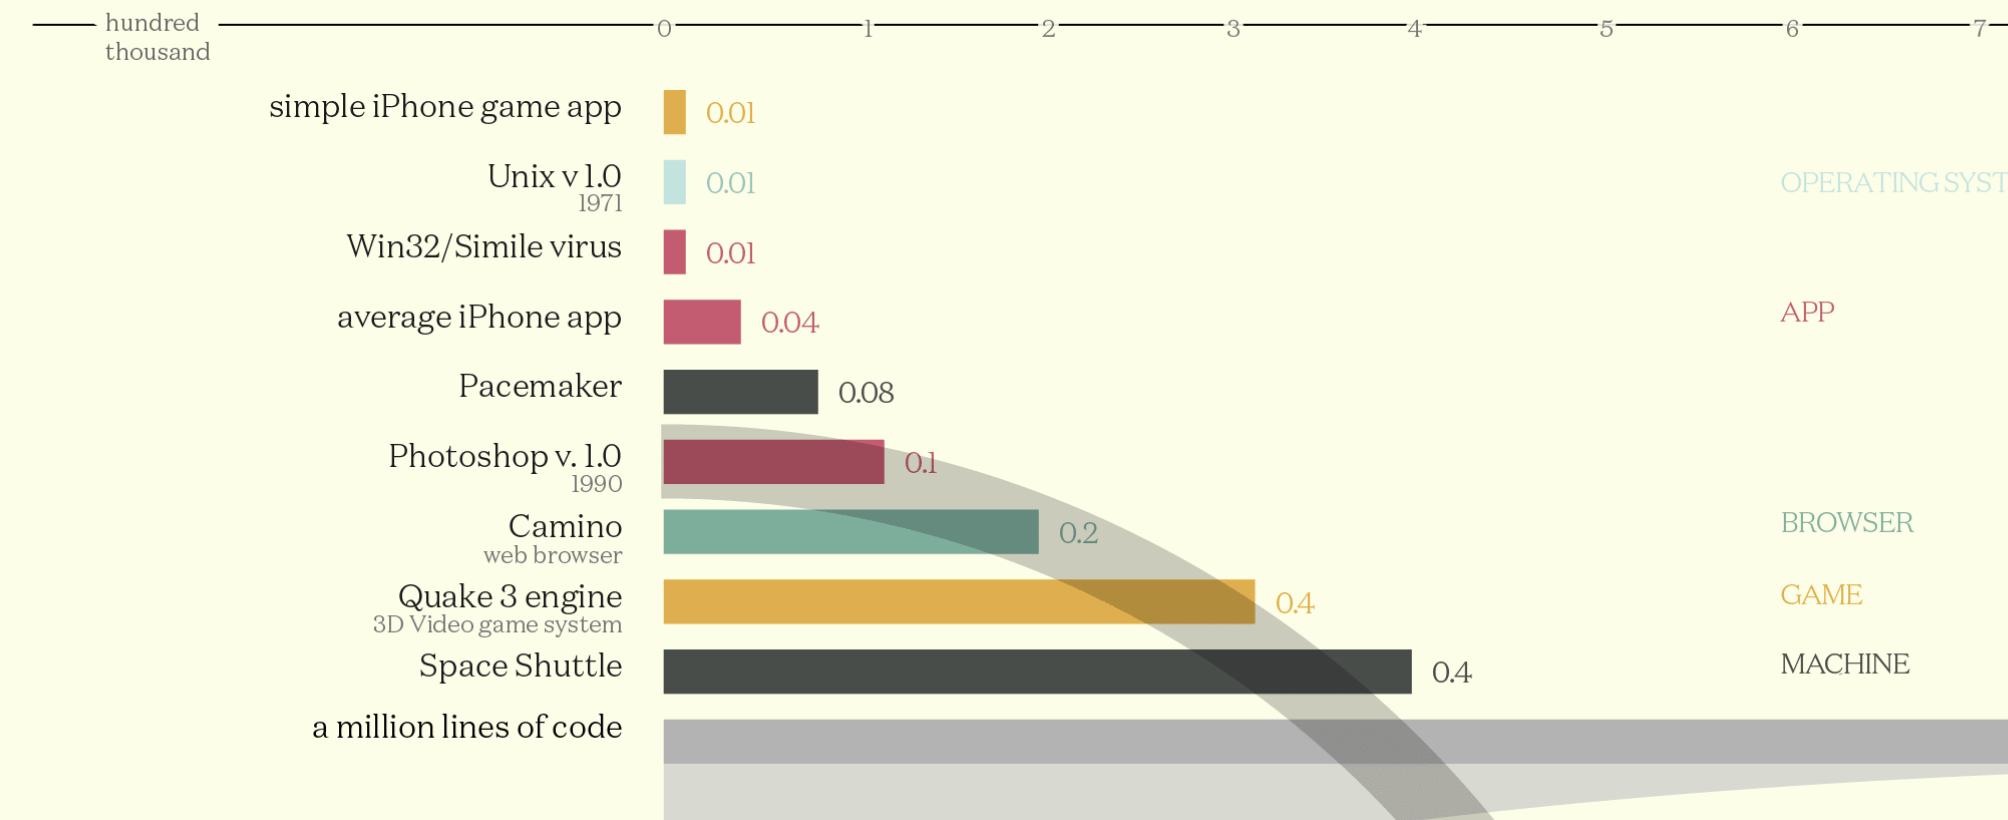 hundred
thousand
0 1 2 3 4 5 6 7
simple iPhone game app 0.01
Unix v 1.0 0.01 OPERATING SYST
1971
Win32/Simile virus 0.01
average iPhone app 0.04 APP
Pacemaker 0.08
Photoshop v. 1.0 0.1
1990
Camino 0.2 BROWSER
web browser
Quake 3 engine 0.4 GAME
3D Video game system
Space Shuttle 0.4 MACHINE
a million lines of code